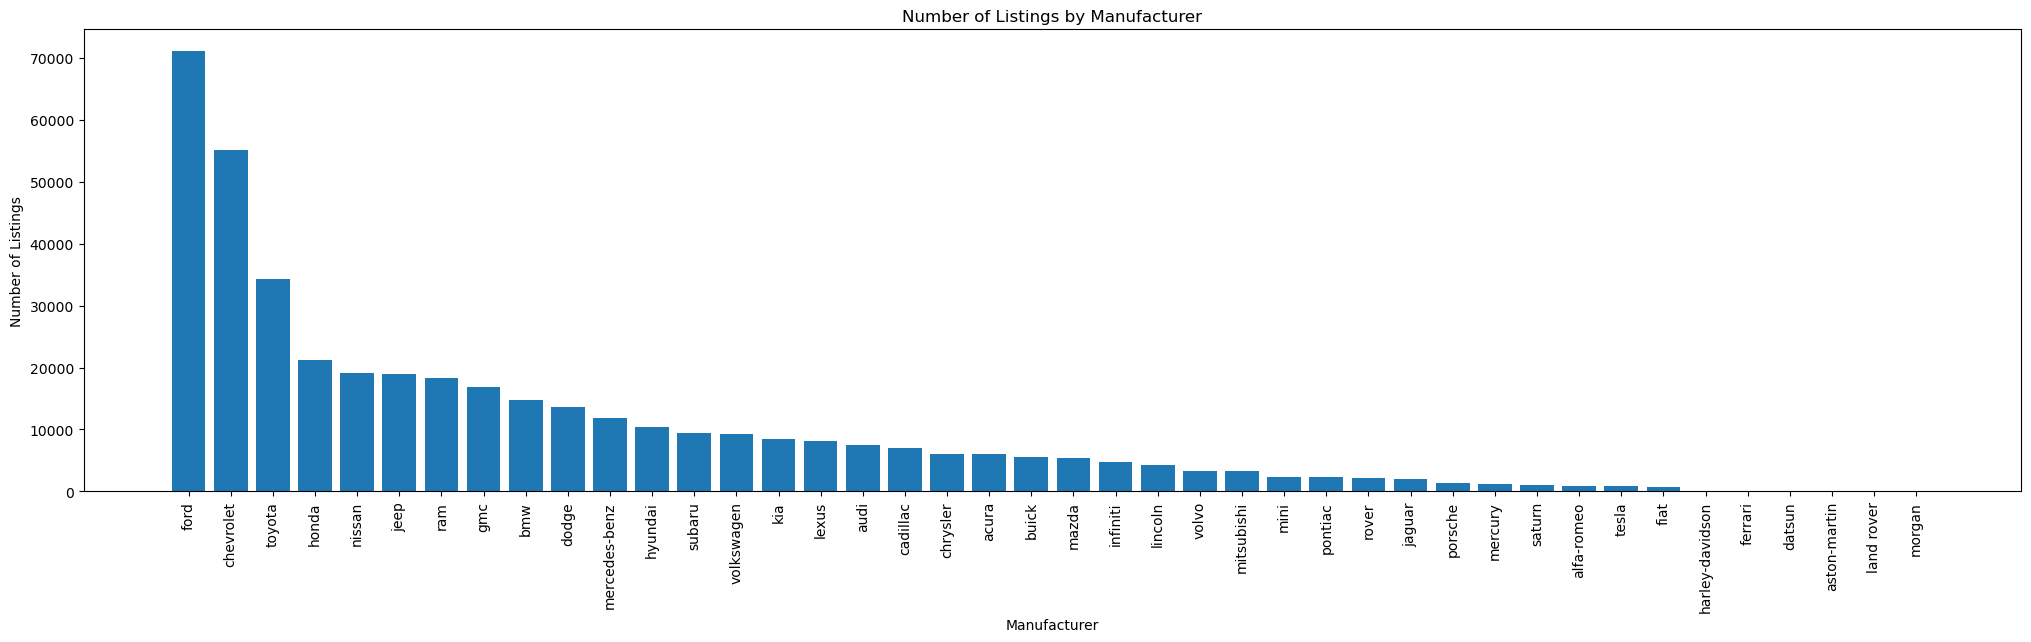 Number of Listings by Manufacturer
Number of Listings
70000
60000
50000
40000
30000
20000
10000
0
ford
chevrolet
toyota
honda
nissan
jeep
ram
gmc
bmw
dodge
mercedes-benz
hyundai
subaru
volkswagen
kia
lexus
audi
cadillac
chrysler
acura
buick
mazda
infiniti
lincoln
volvo
mitsubishi
mini
pontiac
rover
jaguar
porsche
mercury
saturn
alfa-romeo
tesla
fiat
harley-davidson
ferrari
datsun
aston-martin
land rover
morgan
Manufacturer